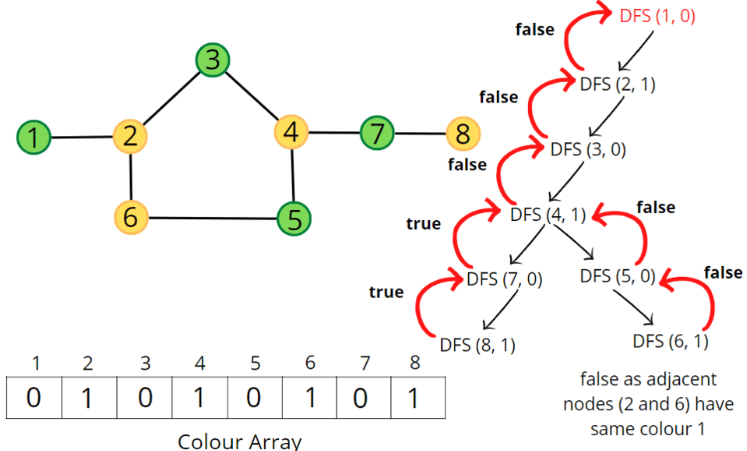 DFS (1, 0)
false
3
DFS (2, 1)
false
1
2
4
7
8
DFS (3, 0)
false
6
5
DFS (4, 1)
true
false
DFS (7, 0)
DFS (5, 0)
false
true
DFS (8, 1)
DFS (6, 1)
1 2 3 4 5 6 7 8
0 1 0 1 0 1 0 1
Colour Array
false as adjacent
nodes (2 and 6) have
same colour 1